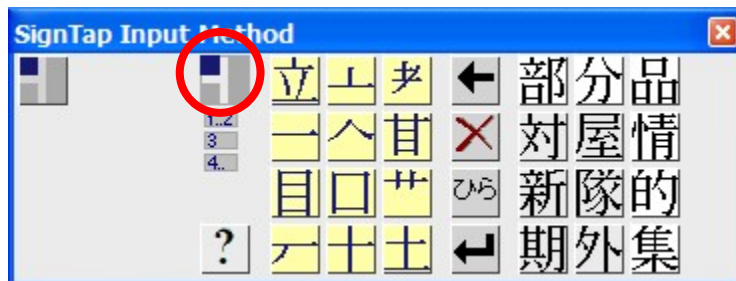 SignTap Input Method
立 亠 耂 部 分 品
1..2
一 𠆢 甘 対 屋 情
3
4..
目 口 艹 ひら 新 隊 的
? 𠂉 十 土 期 外 集